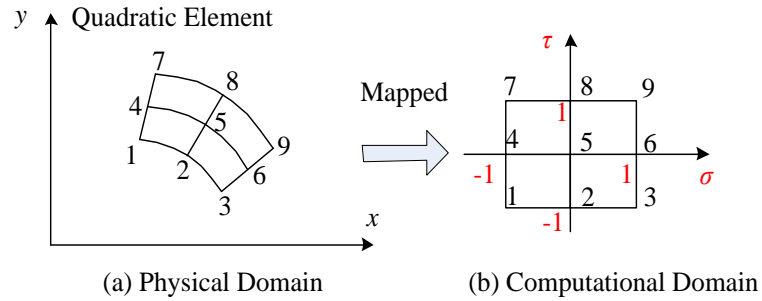 y Quadratic Element
7 8
4 5
1 2 9
6
3
x
(a) Physical Domain
Mapped
τ
7 8 9
1
4 5 6
-1 1 σ
1 2 3
-1
(b) Computational Domain